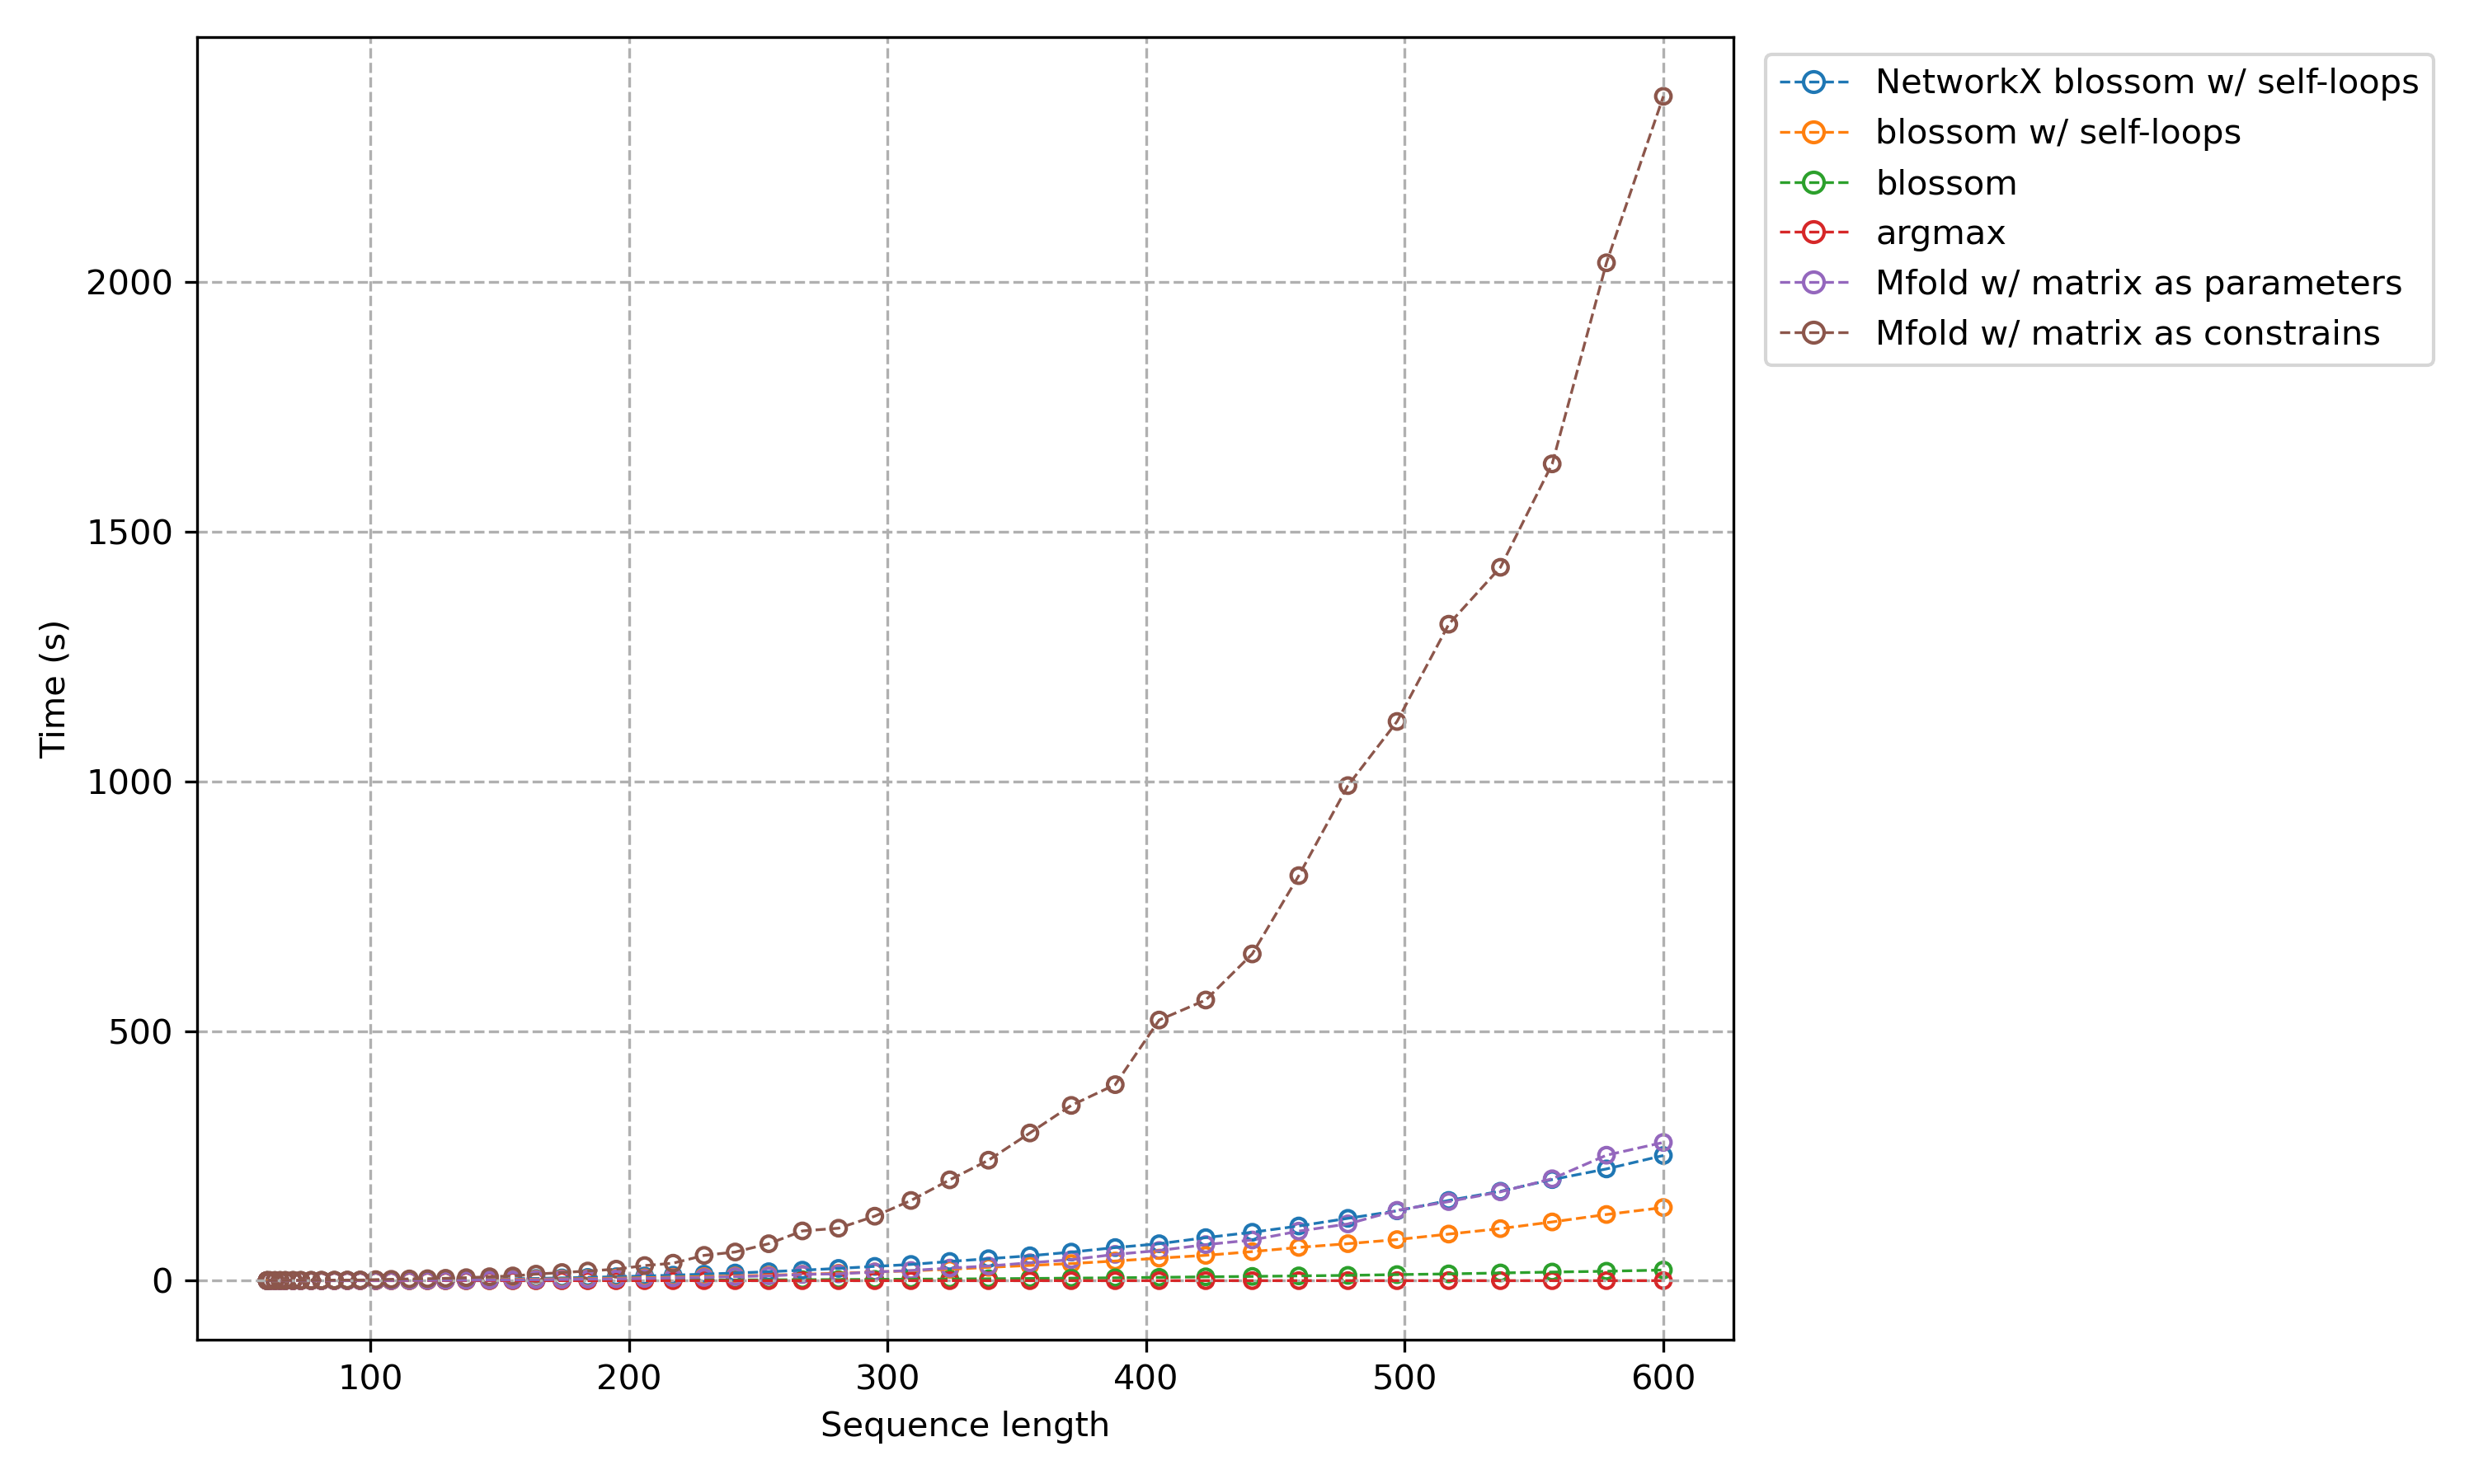 NetworkX blossom w/ self-loops
blossom w/ self-loops
blossom
argmax
Mfold w/ matrix as parameters
Mfold w/ matrix as constrains
2000
1500
1000
500
0
Time (s)
100 200 300 400 500 600
Sequence length